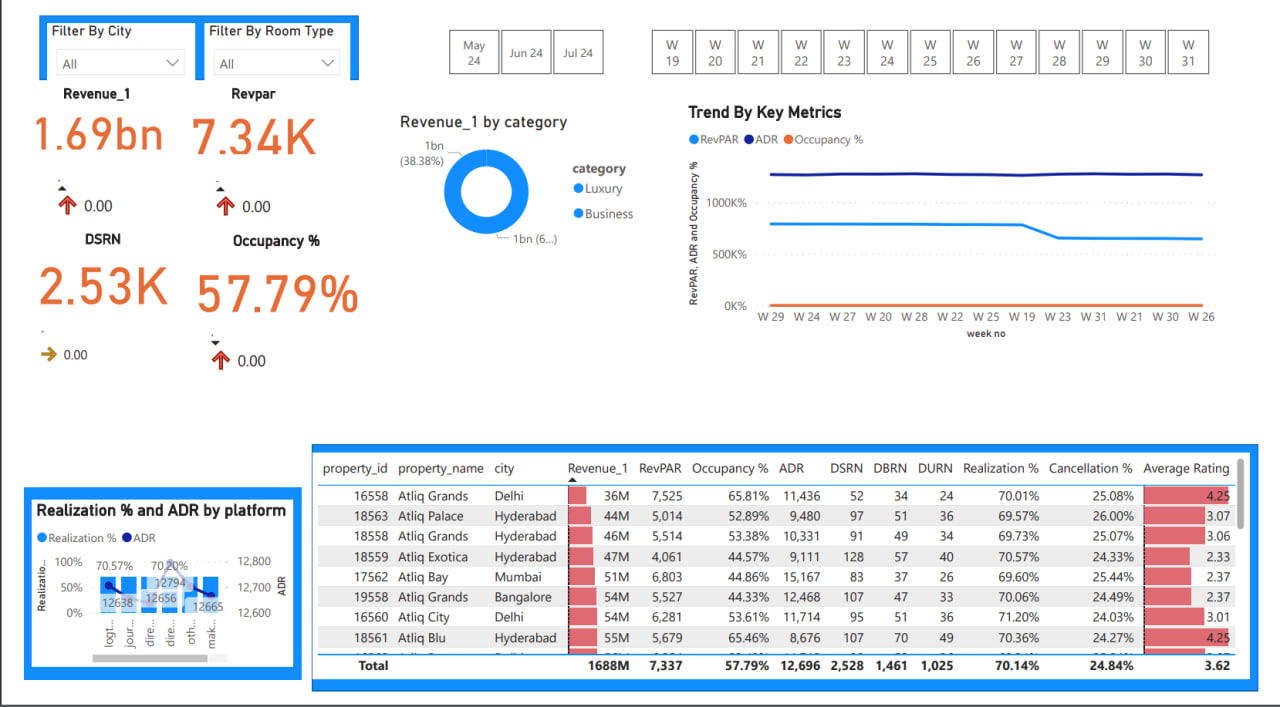 Filter By City
All
Filter By Room Type
All
May 24
Jun 24
Jul 24
W 19
W 20
W 21
W 22
W 23
W 24
W 25
W 26
W 27
W 28
W 29
W 30
W 31
Revenue_1
1.69bn
0.00
Revpar
7.34K
0.00
DSRN
2.53K
0.00
Occupancy %
57.79%
0.00
Revenue_1 by category
1bn
(38.38%)
1bn (6...)
category
Luxury
Business
Trend By Key Metrics
RevPAR ADR Occupancy %
RevPAR, ADR and Occupancy %
1000K%
500K%
0K%
W 29 W 24 W 27 W 20 W 28 W 22 W 25 W 19 W 23 W 31 W 21 W 30 W 26
week no
Realization % and ADR by platform
Realization % ADR
Realizatio...
100%
50%
0%
70.57% 70.20%
12638 12656 12794 12665
12,800
12,700
12,600
ADR
logt... jour... dire... dire... oth... mak...
property_id property_name city Revenue_1 RevPAR Occupancy % ADR DSRN DBRN DURN Realization % Cancellation % Average Rating
16558 Atliq Grands Delhi 36M 7,525 65.81% 11,436 52 34 24 70.01% 25.08% 4.25
18563 Atliq Palace Hyderabad 44M 5,014 52.89% 9,480 97 51 36 69.57% 26.00% 3.07
18558 Atliq Grands Hyderabad 46M 5,514 53.38% 10,331 91 49 34 69.73% 25.07% 3.06
18559 Atliq Exotica Hyderabad 47M 4,061 44.57% 9,111 128 57 40 70.57% 24.33% 2.33
17562 Atliq Bay Mumbai 51M 6,803 44.86% 15,167 83 37 26 69.60% 25.44% 2.37
19558 Atliq Grands Bangalore 54M 5,527 44.33% 12,468 107 47 33 70.06% 24.49% 2.37
16560 Atliq City Delhi 54M 6,281 53.61% 11,714 95 51 36 71.20% 24.03% 3.01
18561 Atliq Blu Hyderabad 55M 5,679 65.46% 8,676 107 70 49 70.36% 24.27% 4.25
Total 1688M 7,337 57.79% 12,696 2,528 1,461 1,025 70.14% 24.84% 3.62